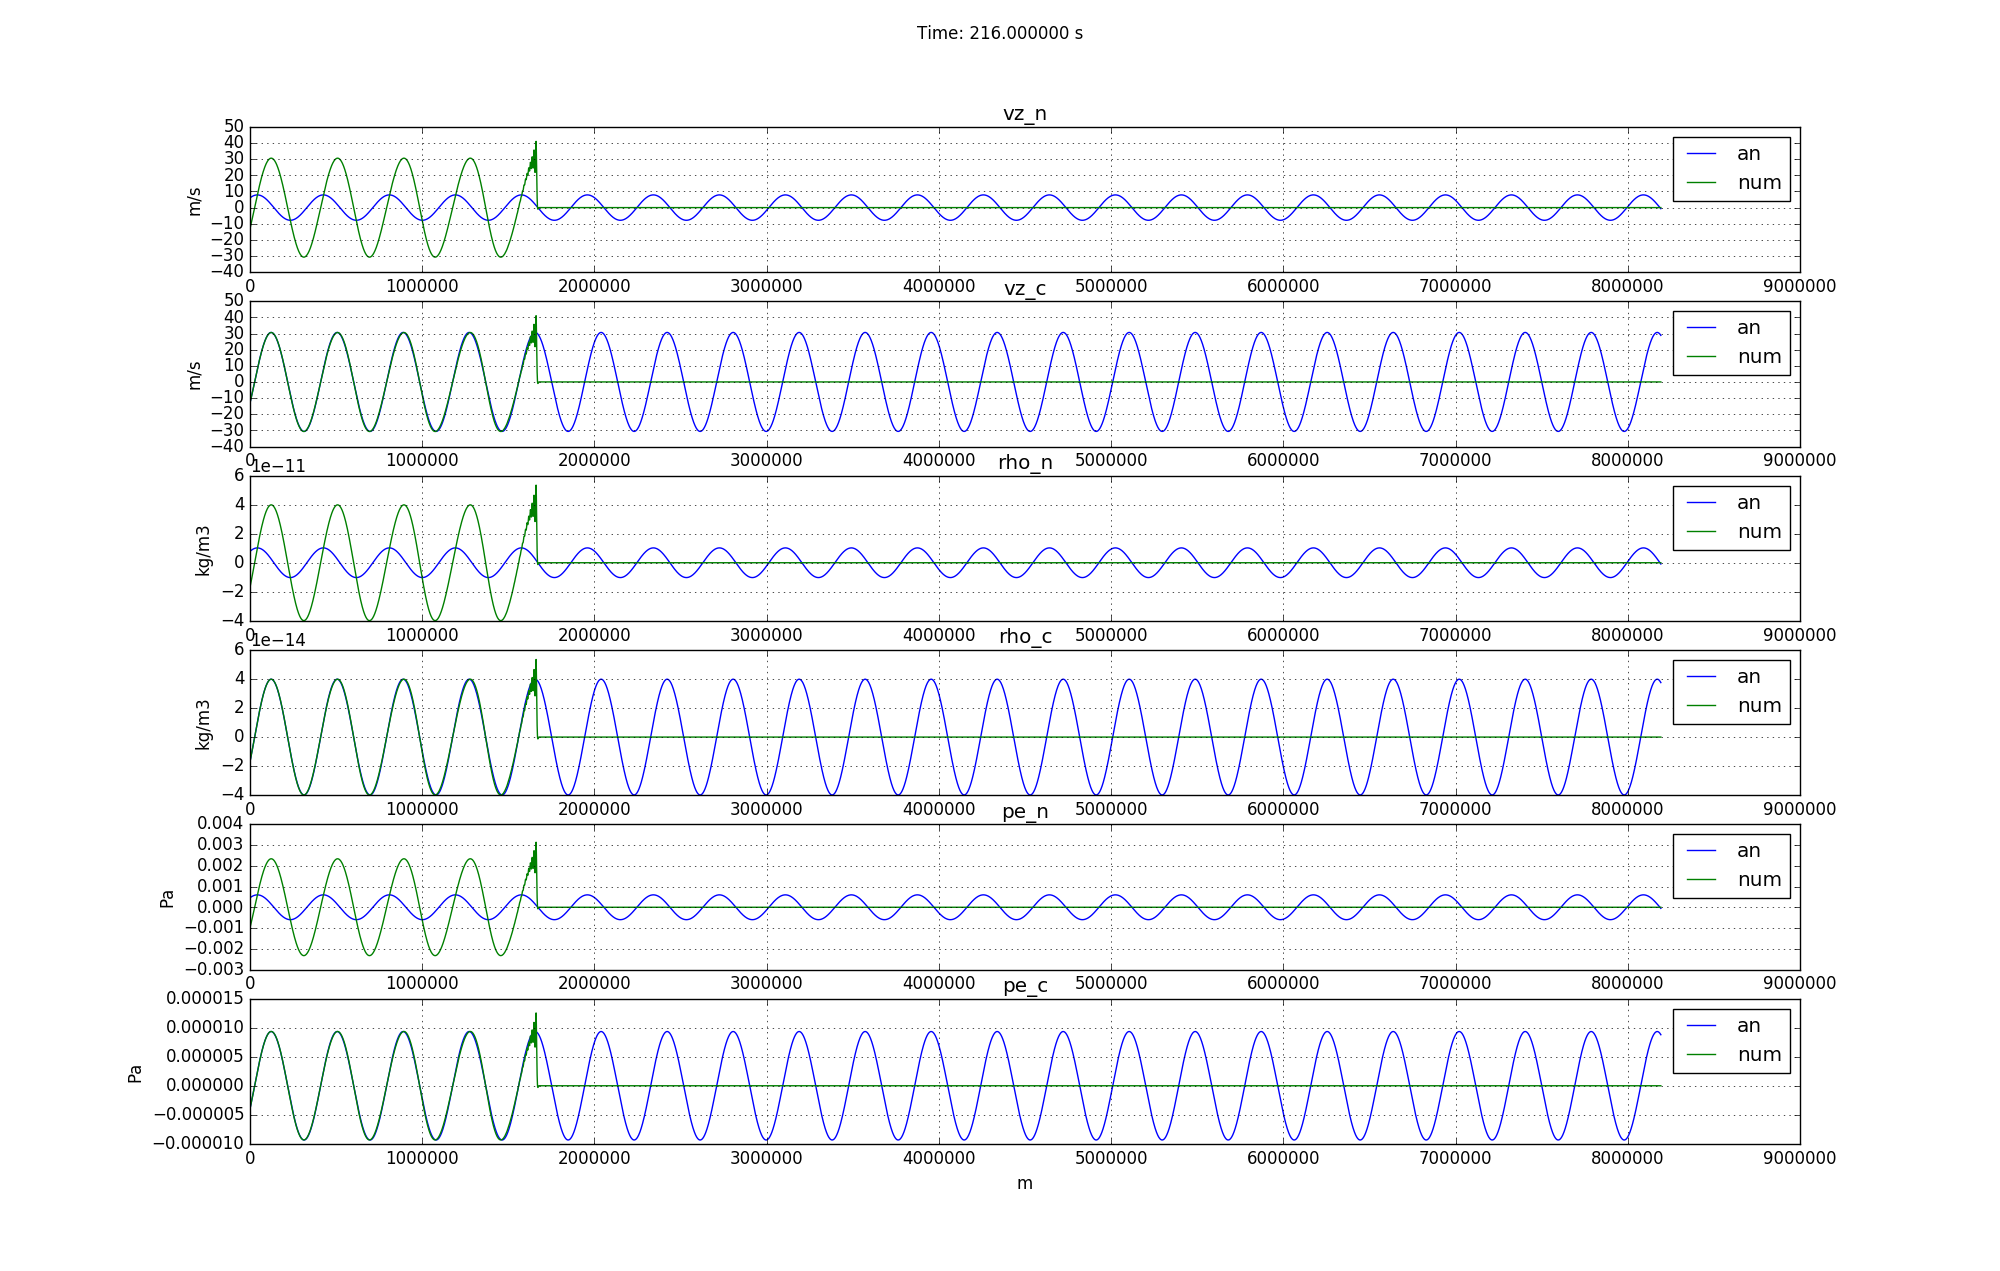 Time: 216.000000 s
vz_n
50
40
30
20
10
0
−10
−20
−30
−40
m/s
an
num
0 1000000 2000000 3000000 4000000 5000000 6000000 7000000 8000000 9000000
vz_c
50
40
30
20
10
0
−10
−20
−30
−40
m/s
an
num
0 1000000 2000000 3000000 4000000 5000000 6000000 7000000 8000000 9000000
1e−11
rho_n
6
4
2
0
−2
−4
kg/m3
an
num
0 1000000 2000000 3000000 4000000 5000000 6000000 7000000 8000000 9000000
1e−14
rho_c
6
4
2
0
−2
−4
kg/m3
an
num
0 1000000 2000000 3000000 4000000 5000000 6000000 7000000 8000000 9000000
pe_n
0.004
0.003
0.002
0.001
0.000
−0.001
−0.002
−0.003
Pa
an
num
0 1000000 2000000 3000000 4000000 5000000 6000000 7000000 8000000 9000000
pe_c
0.000015
0.000010
0.000005
0.000000
−0.000005
−0.000010
Pa
an
num
0 1000000 2000000 3000000 4000000 5000000 6000000 7000000 8000000 9000000
m